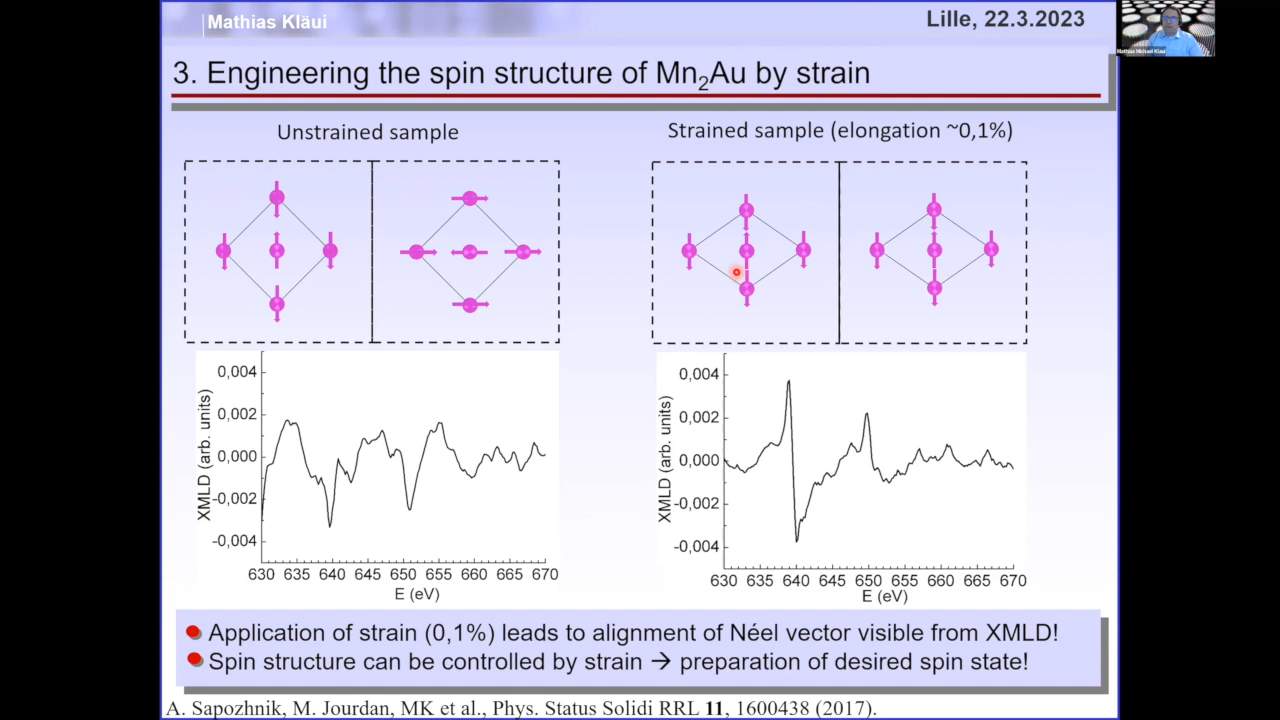 Mathias Kläui
Lille, 22.3.2023
Mathias Michael Kläui
3. Engineering the spin structure of Mn₂Au by strain
Unstrained sample
Strained sample (elongation ~0,1%)
XMLD (arb. units)
0,004
0,002
0,000
-0,002
-0,004
630 635 640 645 650 655 660 665 670
E (eV)
XMLD (arb. units)
0,004
0,002
0,000
-0,002
-0,004
630 635 640 645 650 655 660 665 670
E (eV)
Application of strain (0,1%) leads to alignment of Néel vector visible from XMLD!
Spin structure can be controlled by strain → preparation of desired spin state!
A. Sapozhnik, M. Jourdan, MK et al., Phys. Status Solidi RRL 11, 1600438 (2017).